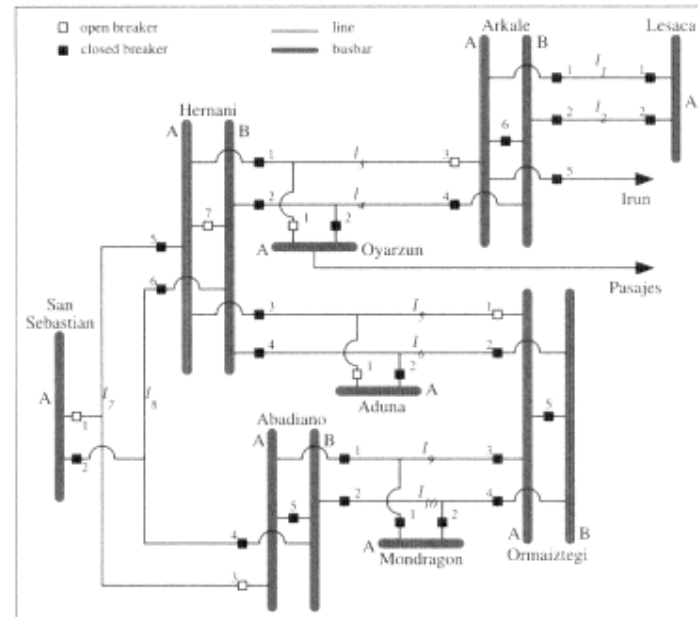 open breaker
closed breaker
line
busbar
Arkale
Lesaca
A
B
A
1
l1
1
2
l2
2
6
5
Irun
Hernani
A
B
1
l3
3
2
l4
4
7
1
2
A
Oyarzun
Pasajes
5
6
3
l5
1
4
l6
2
1
2
A
Aduna
San
Sebastian
A
1
2
l7
l8
Abadiano
A
B
1
l9
3
2
l10
4
5
5
1
2
A
Mondragon
4
3
A
B
Ormaiztegi